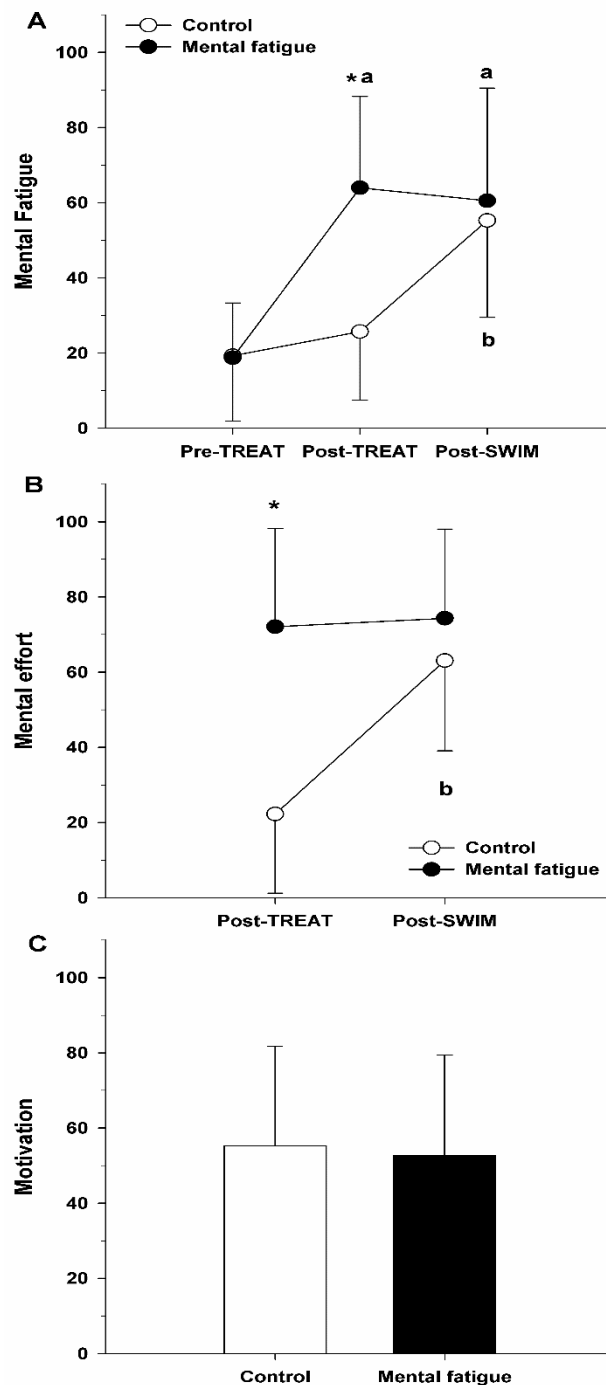 A
Control
Mental fatigue
100
80
60
40
20
0
Mental Fatigue
* a
a
b
Pre-TREAT Post-TREAT Post-SWIM
B
100
80
60
40
20
0
Mental effort
*
b
Control
Mental fatigue
Post-TREAT Post-SWIM
C
100
80
60
40
20
0
Motivation
Control Mental fatigue